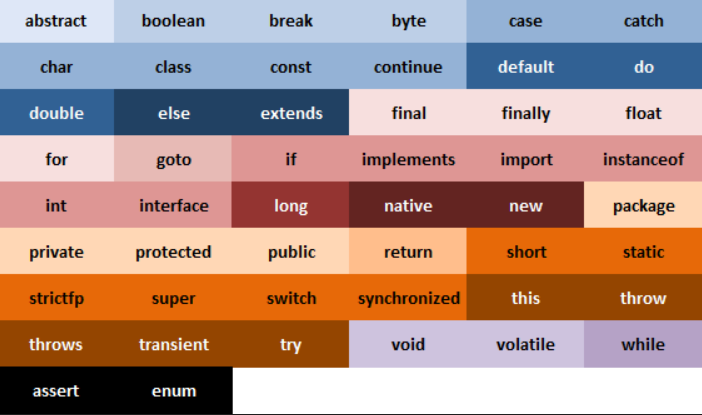 abstract boolean break byte case catch
char class const continue default do
double else extends final finally float
for goto if implements import instanceof
int interface long native new package
private protected public return short static
strictfp super switch synchronized this throw
throws transient try void volatile while
assert enum